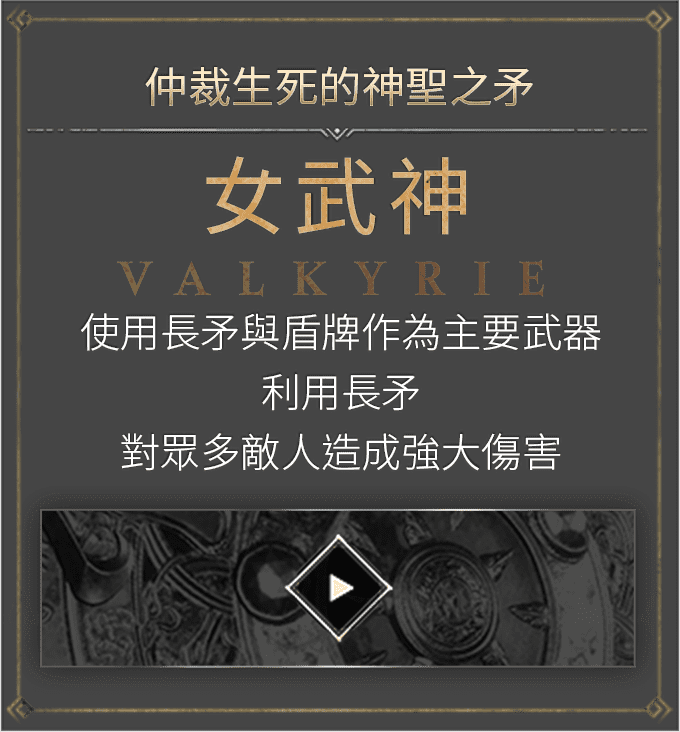 仲裁生死的神聖之矛
女武神
VALKYRIE
使用長矛與盾牌作為主要武器
利用長矛
對眾多敵人造成強大傷害